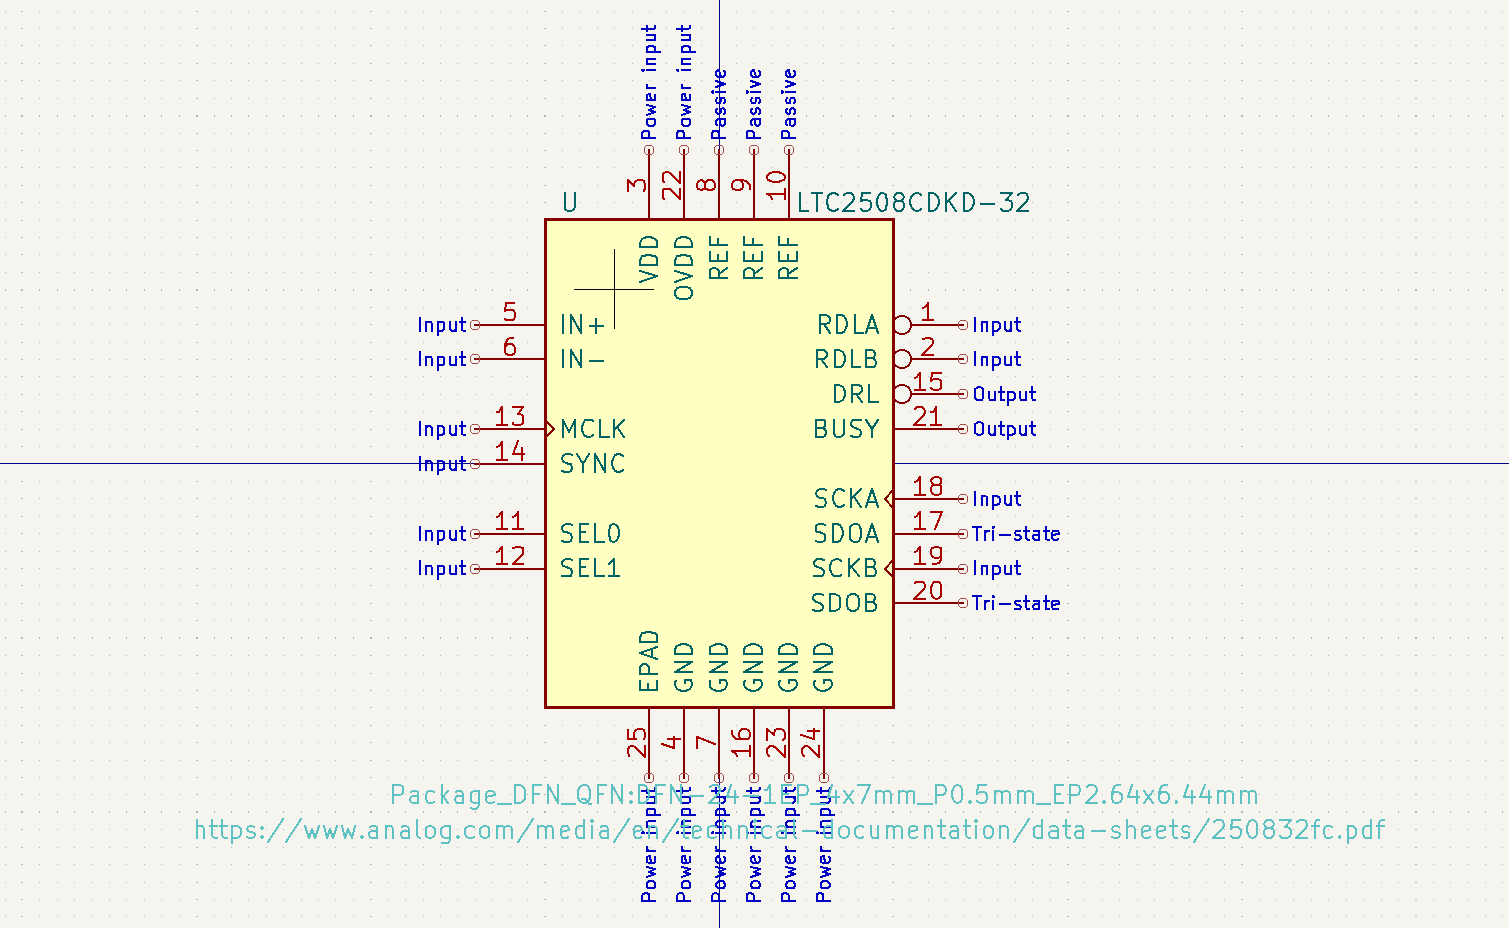 Power input
Power input
Passive
Passive
Passive
3
22
8
9
10
U
LTC2508CDKD-32
VDD
OVDD
REF
REF
REF
Input 5 IN+
RDLA 1 Input
Input 6 IN-
RDLB 2 Input
DRL 15 Output
Input 13 MCLK
BUSY 21 Output
Input 14 SYNC
SCKA 18 Input
Input 11 SEL0
SDOA 17 Tri-state
Input 12 SEL1
SCKB 19 Input
SDOB 20 Tri-state
EPAD
GND
GND
GND
GND
GND
25
4
7
16
23
24
Package_DFN_QFN:DFN-24-1EP_4x7mm_P0.5mm_EP2.64x6.44mm
https://www.analog.com/media/en/technical-documentation/data-sheets/250832fc.pdf
Power input
Power input
Power input
Power input
Power input
Power input